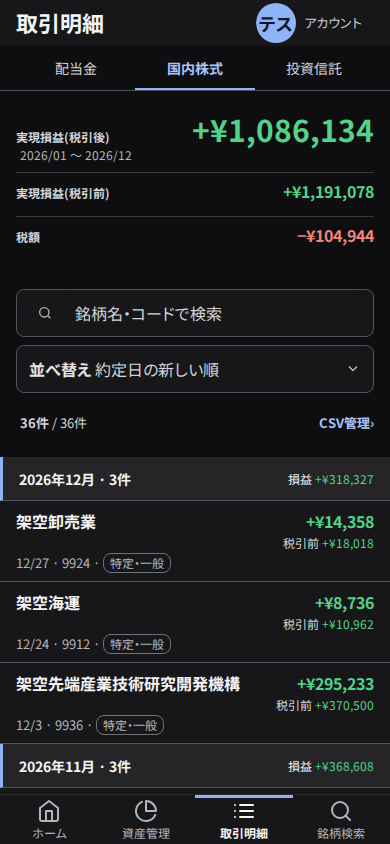 取引明細
テス アカウント
配当金 国内株式 投資信託
実現損益(税引後) +¥1,086,134
2026/01 〜 2026/12
実現損益(税引前) +¥1,191,078
税額 −¥104,944
銘柄名・コードで検索
並べ替え 約定日の新しい順
36件 / 36件 CSV管理›
2026年12月・3件 損益 +¥318,327
架空卸売業 +¥14,358
税引前 +¥18,018
12/27・9924・特定・一般
架空海運 +¥8,736
税引前 +¥10,962
12/24・9912・特定・一般
架空先端産業技術研究開発機構 +¥295,233
税引前 +¥370,500
12/3・9936・特定・一般
2026年11月・3件 損益 +¥368,608
ホーム 資産管理 取引明細 銘柄検索